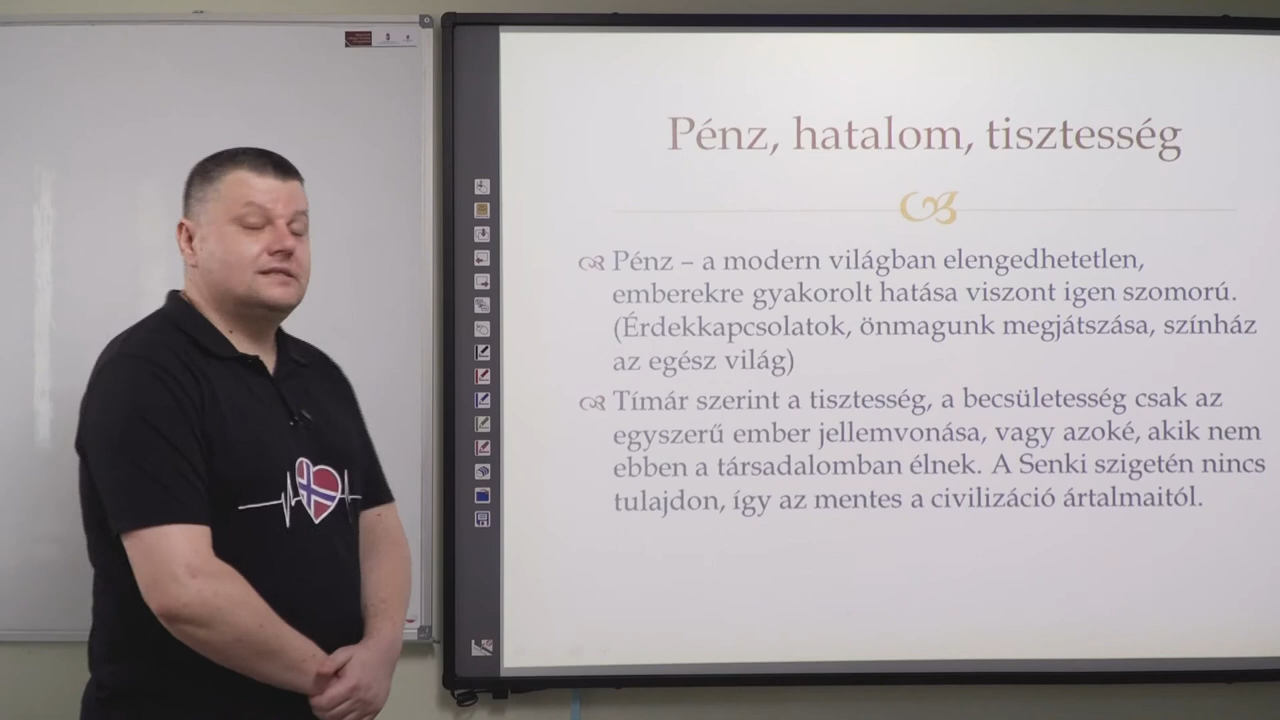 Pénz, hatalom, tisztesség
Pénz – a modern világban elengedhetetlen,
emberekre gyakorolt hatása viszont igen szomorú.
(Érdekkapcsolatok, önmagunk megjátszása, színház
az egész világ)
Tímár szerint a tisztesség, a becsületesség csak az
egyszerű ember jellemvonása, vagy azoké, akik nem
ebben a társadalomban élnek. A Senki szigetén nincs
tulajdon, így az mentes a civilizáció ártalmaitól.